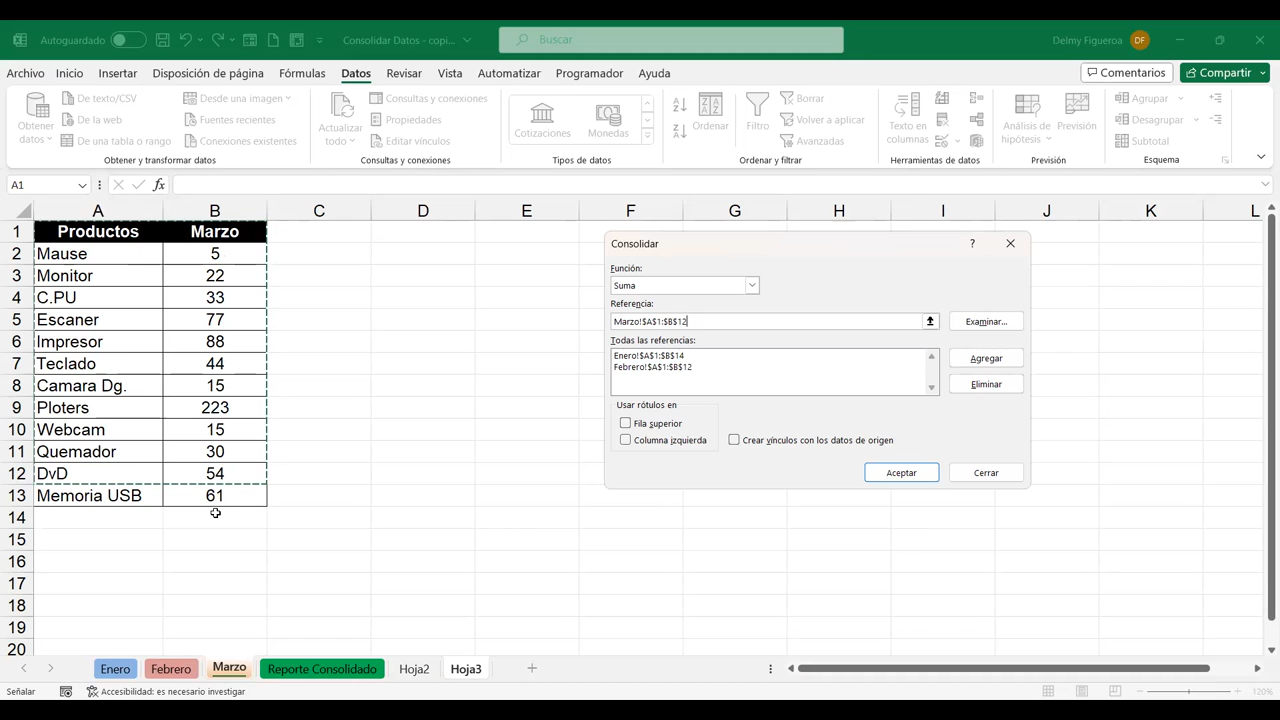 Autoguardado
Consolidar Datos - copi...
Buscar
Delmy Figueroa
DF
Archivo Inicio Insertar Disposición de página Fórmulas Datos Revisar Vista Automatizar Programador Ayuda
Comentarios
Compartir
Obtener datos
De texto/CSV
De la web
De una tabla o rango
Desde una imagen
Fuentes recientes
Conexiones existentes
Obtener y transformar datos
Actualizar todo
Consultas y conexiones
Propiedades
Editar vínculos
Consultas y conexiones
Cotizaciones
Monedas
Tipos de datos
Ordenar
Filtro
Borrar
Volver a aplicar
Avanzadas
Ordenar y filtrar
Texto en columnas
Herramientas de datos
Análisis de hipótesis
Previsión
Previsión
Agrupar
Desagrupar
Subtotal
Esquema
A1
fx
A B C D E F G H I J K L
1 Productos Marzo
2 Mause 5
3 Monitor 22
4 C.PU 33
5 Escaner 77
6 Impresor 88
7 Teclado 44
8 Camara Dg. 15
9 Ploters 223
10 Webcam 15
11 Quemador 30
12 DvD 54
13 Memoria USB 61
14
15
16
17
18
19
20
Consolidar
?
Función:
Suma
Referencia:
Marzo!$A$1:$B$12
Examinar...
Todas las referencias:
Enero!$A$1:$B$14
Febrero!$A$1:$B$12
Agregar
Eliminar
Usar rótulos en
Fila superior
Columna izquierda
Crear vínculos con los datos de origen
Aceptar
Cerrar
Enero Febrero Marzo Reporte Consolidado Hoja2 Hoja3
Señalar
Accesibilidad: es necesario investigar
120%